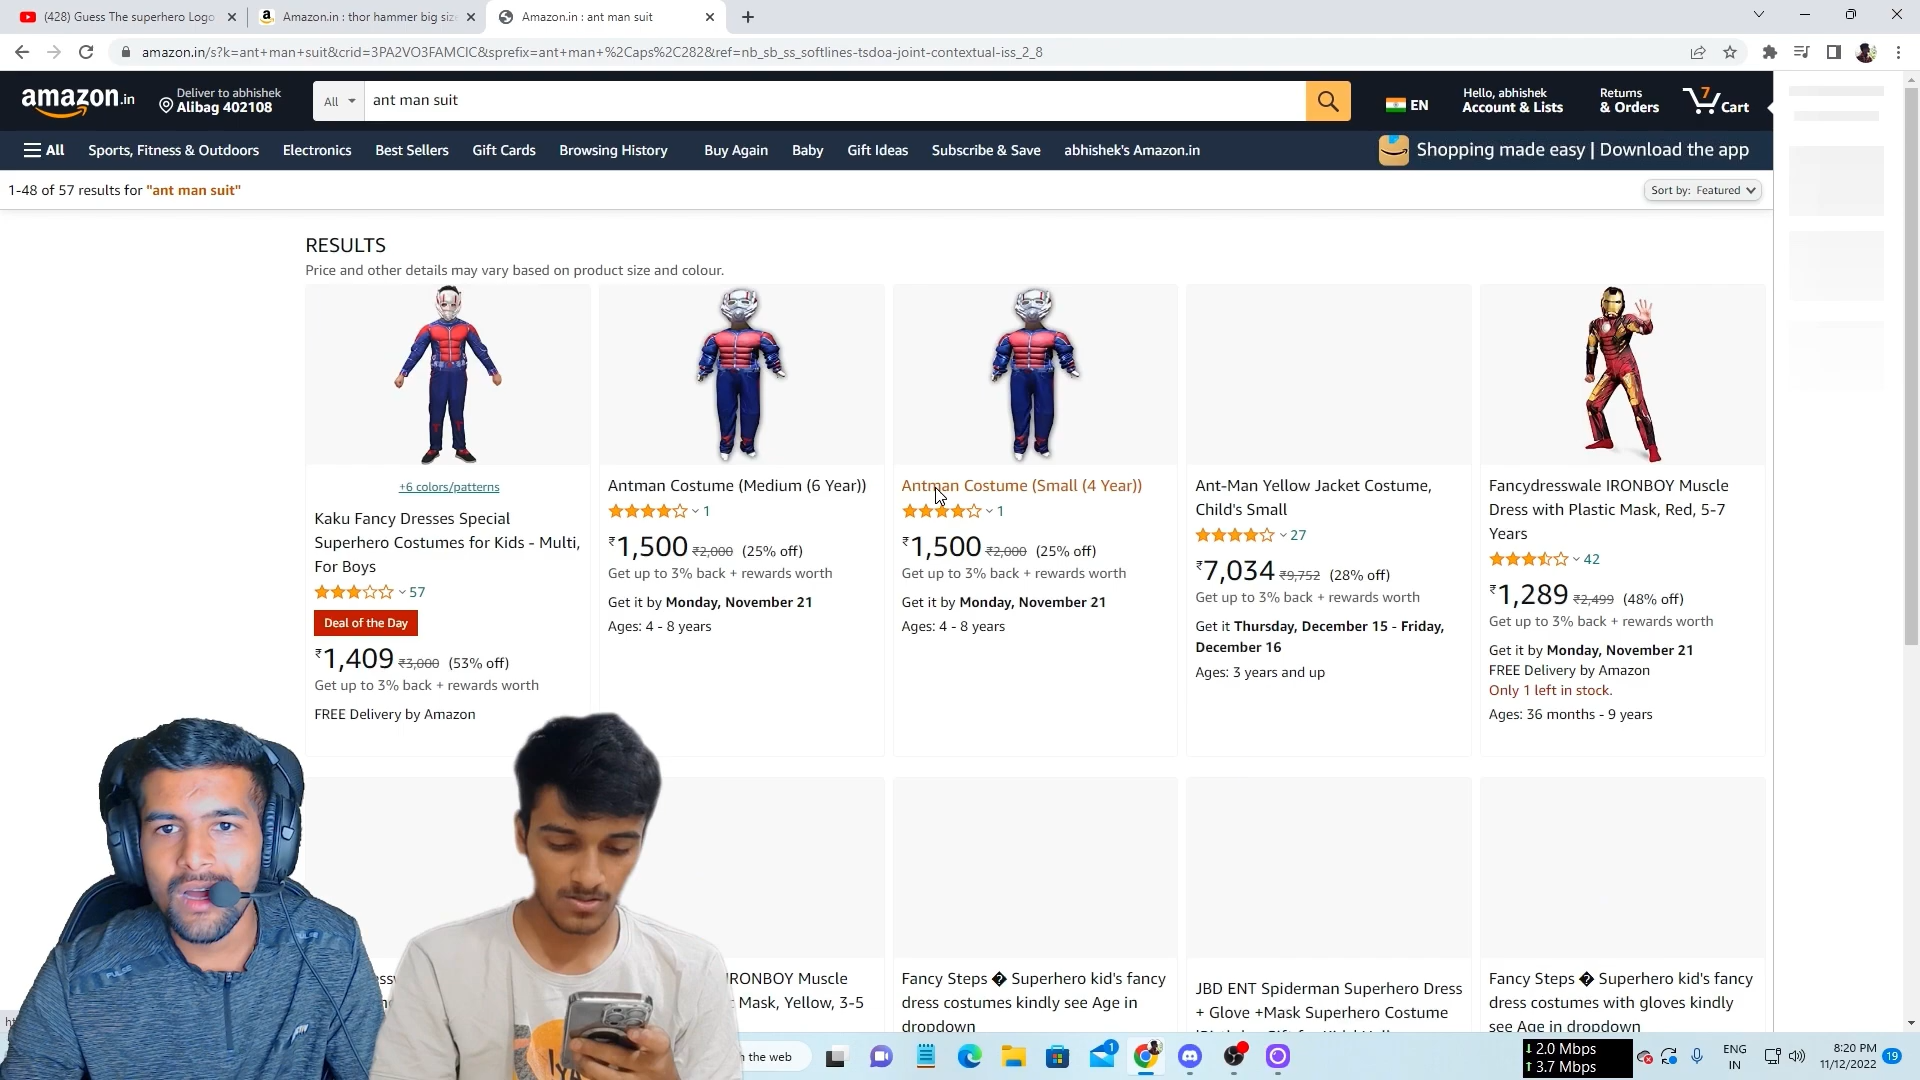 (428) Guess The superhero Logo
Amazon.in : thor hammer big size
Amazon.in : ant man suit
amazon.in/s?k=ant+man+suit&crid=3PA2VO3FAMCIC&sprefix=ant+man+%2Caps%2C282&ref=nb_sb_ss_softlines-tsdoa-joint-contextual-iss_2_8
amazon.in
Deliver to abhishek
Alibag 402108
All
ant man suit
EN
Hello, abhishek
Account & Lists
Returns
& Orders
7
Cart
All
Sports, Fitness & Outdoors
Electronics
Best Sellers
Gift Cards
Browsing History
Buy Again
Baby
Gift Ideas
Subscribe & Save
abhishek's Amazon.in
Shopping made easy | Download the app
1-48 of 57 results for "ant man suit"
Sort by: Featured
RESULTS
Price and other details may vary based on product size and colour.
+6 colors/patterns
Kaku Fancy Dresses Special
Superhero Costumes for Kids - Multi,
For Boys
57
Deal of the Day
₹1,409 ₹3,000 (53% off)
Get up to 3% back + rewards worth
FREE Delivery by Amazon
Antman Costume (Medium (6 Year))
1
₹1,500 ₹2,000 (25% off)
Get up to 3% back + rewards worth
Get it by Monday, November 21
Ages: 4 - 8 years
Antman Costume (Small (4 Year))
1
₹1,500 ₹2,000 (25% off)
Get up to 3% back + rewards worth
Get it by Monday, November 21
Ages: 4 - 8 years
Ant-Man Yellow Jacket Costume,
Child's Small
27
₹7,034 ₹9,752 (28% off)
Get up to 3% back + rewards worth
Get it Thursday, December 15 - Friday,
December 16
Ages: 3 years and up
Fancydresswale IRONBOY Muscle
Dress with Plastic Mask, Red, 5-7
Years
42
₹1,289 ₹2,499 (48% off)
Get up to 3% back + rewards worth
Get it by Monday, November 21
FREE Delivery by Amazon
Only 1 left in stock.
Ages: 36 months - 9 years
IRONBOY Muscle
Mask, Yellow, 3-5
Fancy Steps � Superhero kid's fancy
dress costumes kindly see Age in
dropdown
JBD ENT Spiderman Superhero Dress
+ Glove +Mask Superhero Costume
Fancy Steps � Superhero kid's fancy
dress costumes with gloves kindly
see Age in dropdown
PULSE
PULSE
the web
1
↓ 2.0 Mbps
↑ 3.7 Mbps
ENG
IN
8:20 PM
11/12/2022
19